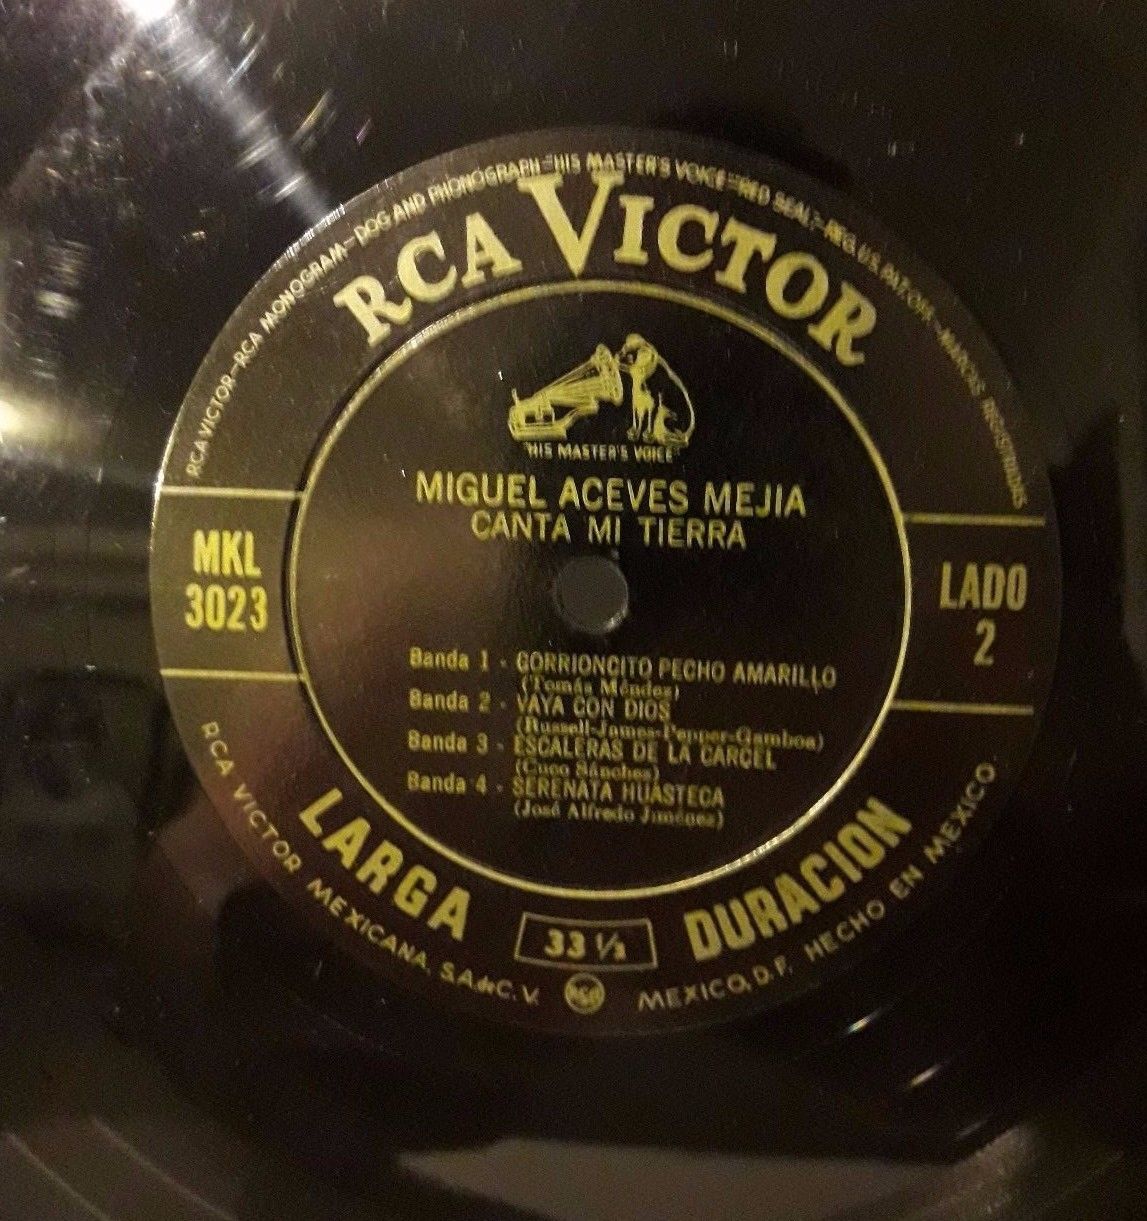 RCA VICTOR—RCA MONOGRAM—DOG AND PHONOGRAPH—"HIS MASTER'S VOICE"—"RED SEAL"—REG. U.S. PAT. OFF.—MARCAS REGISTRADAS
RCA VICTOR
"HIS MASTER'S VOICE"
MIGUEL ACEVES MEJIA
CANTA MI TIERRA
MKL
3023
LADO
2
Banda 1 - GORRIONCITO PECHO AMARILLO
(Tomás Méndez)
Banda 2 - VAYA CON DIOS
(Russell-James-Pepper-Gamboa)
Banda 3 - ESCALERAS DE LA CARCEL
(Cuco Sánchez)
Banda 4 - SERENATA HUASTECA
(José Alfredo Jiménez)
LARGA DURACION
33 1/3
RCA VICTOR MEXICANA, S.A. de C.V. RCA MEXICO, D.F. HECHO EN MEXICO